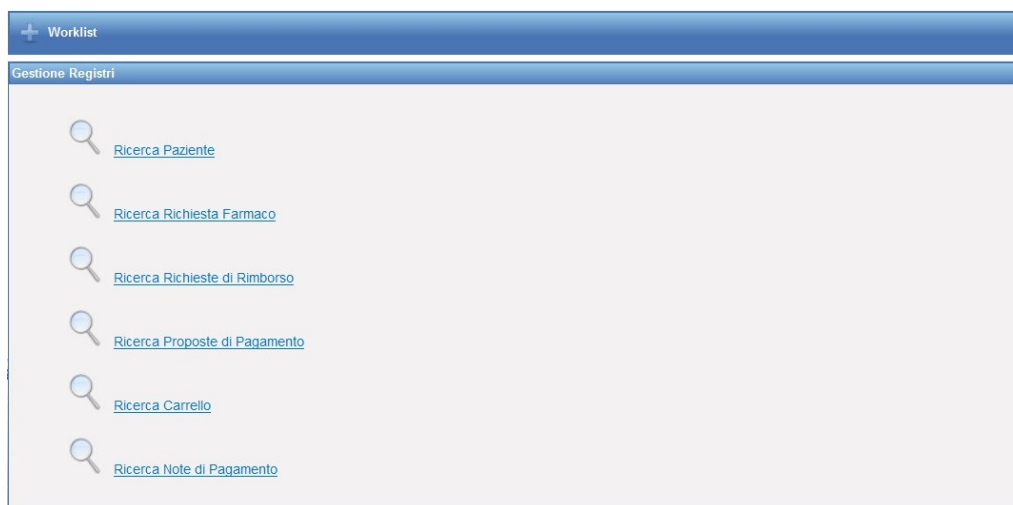 Worklist
Gestione Registri
Ricerca Paziente
Ricerca Richiesta Farmaco
Ricerca Richieste di Rimborso
Ricerca Proposte di Pagamento
Ricerca Carrello
Ricerca Note di Pagamento